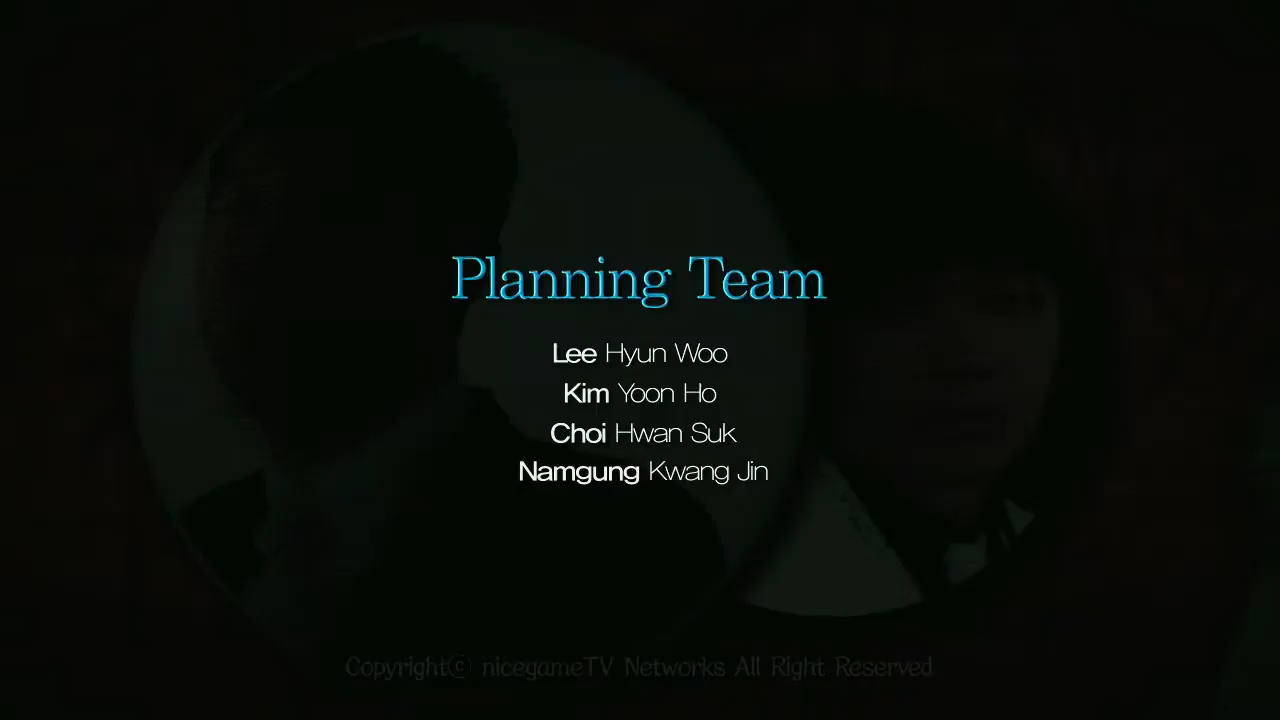 Planning Team
Lee Hyun Woo
Kim Yoon Ho
Choi Hwan Suk
Namgung Kwang Jin
Copyrightⓒ nicegameTV Networks All Right Reserved